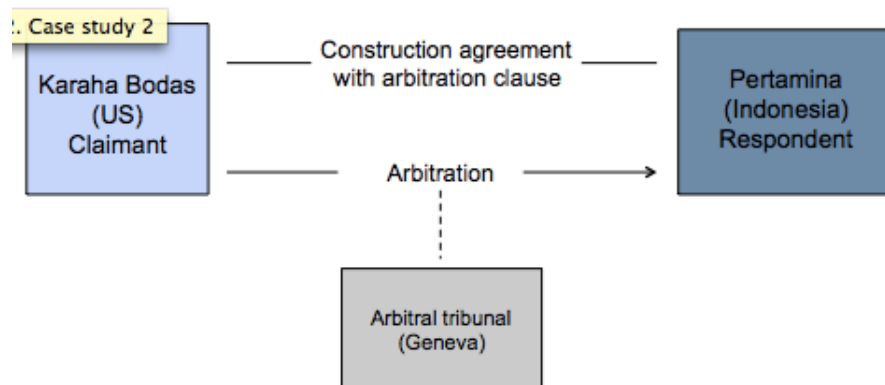 . Case study 2
Karaha Bodas
(US)
Claimant
Construction agreement
with arbitration clause
Pertamina
(Indonesia)
Respondent
Arbitration
Arbitral tribunal
(Geneva)